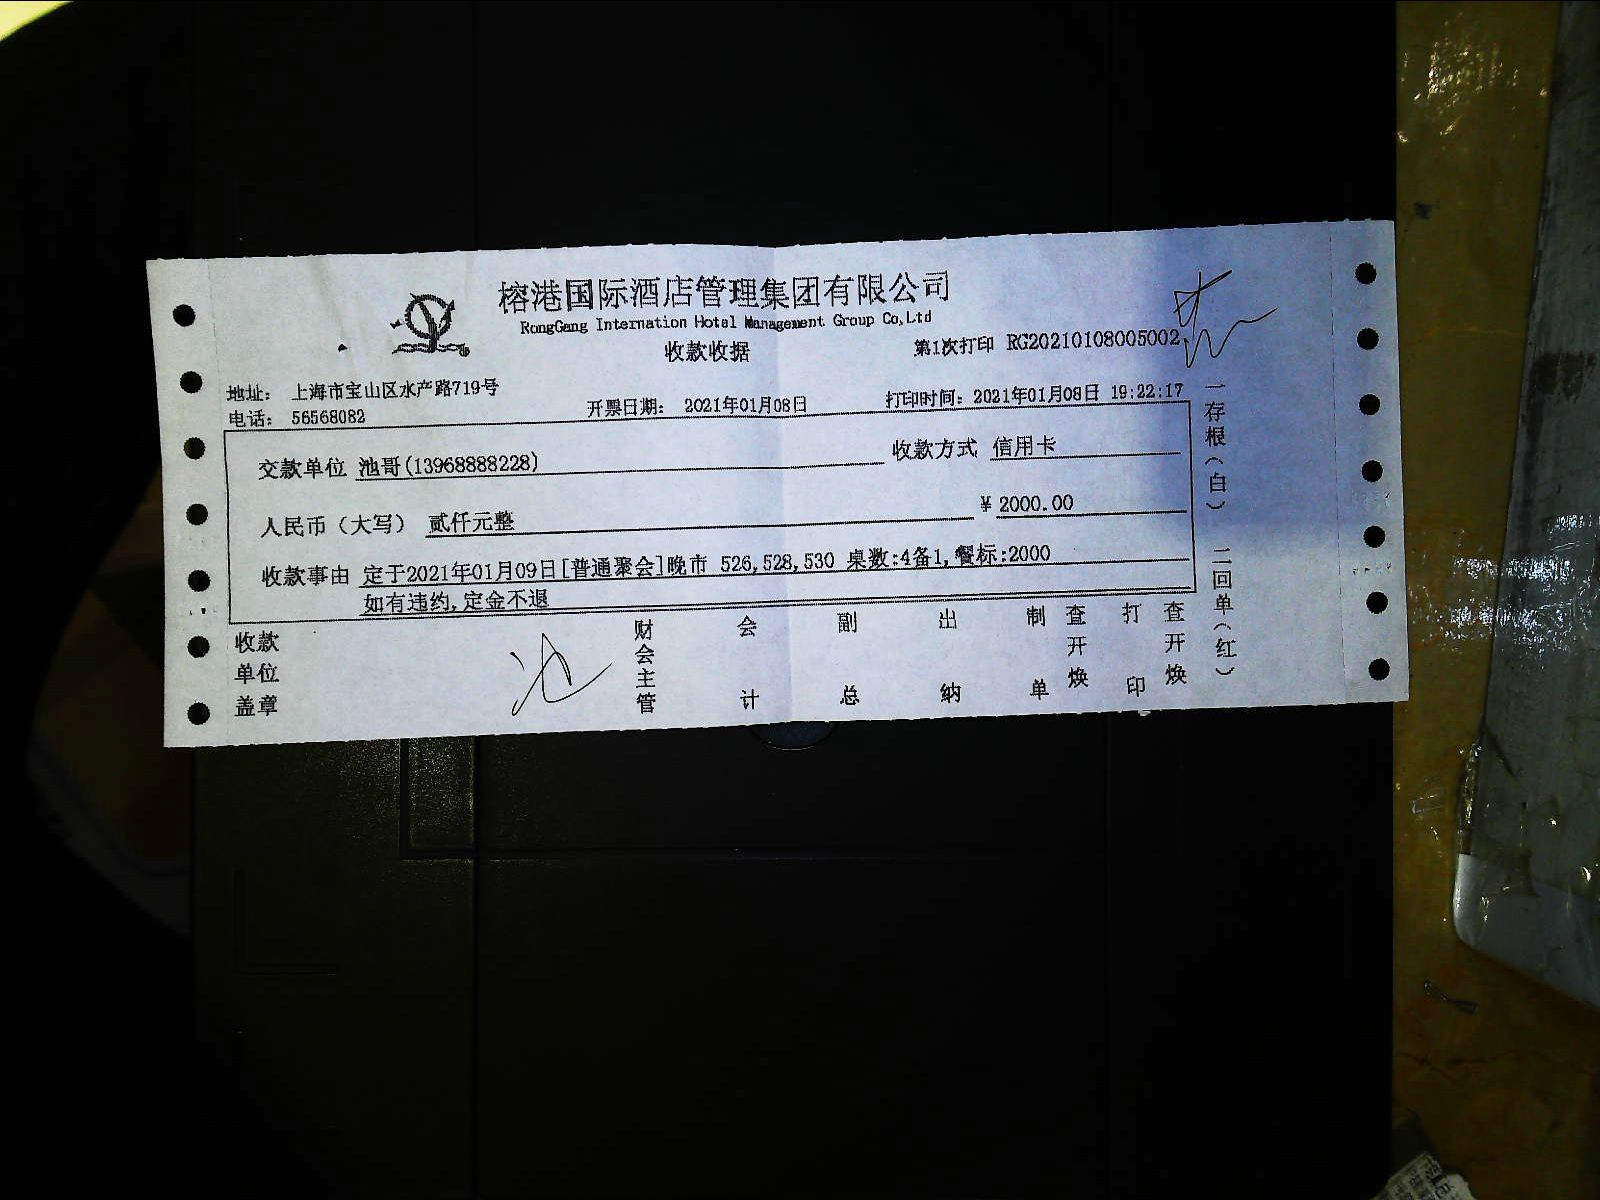 榕港国际酒店管理集团有限公司
RongGang Internation Hotel Management Group Co,Ltd
收款收据
第1次打印 RG20210108005002
地址: 上海市宝山区水产路719号
电话: 56568082
开票日期: 2021年01月08日
打印时间: 2021年01月08日 19:22:17
交款单位 池哥(13968888228)
收款方式 信用卡
人民币（大写） 贰仟元整
¥ 2000.00
收款事由 定于2021年01月09日[普通聚会]晚市 526,528,530 桌数:4备1,餐标:2000
如有违约,定金不退
收款单位盖章
池
财会主管
会计
副总
出纳
制单
查开焕
打印
查开焕
一存根（白）
二回单（红）